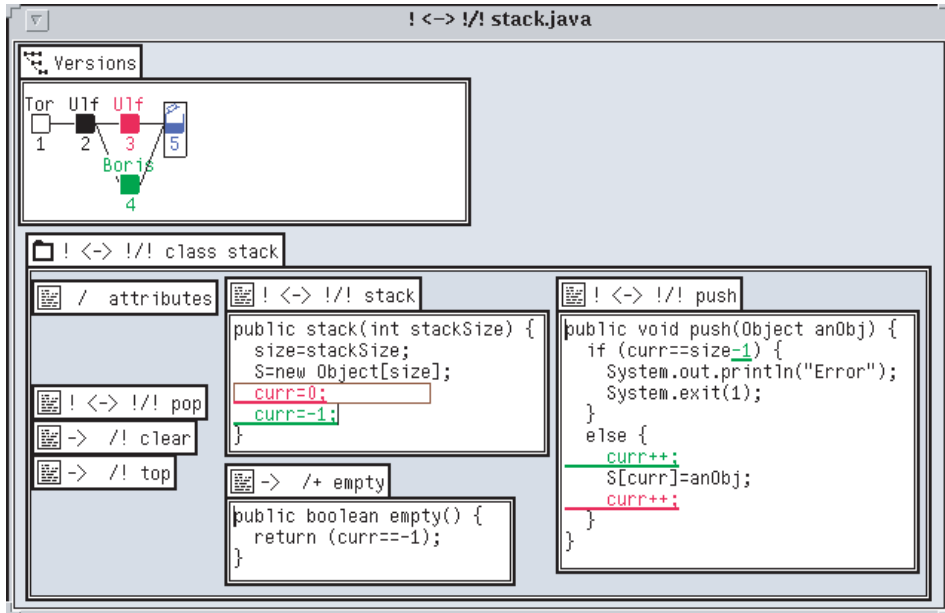 ! <-> !/! stack.java
Versions
Tor Ulf Ulf
1 2 3 5
Boris
4
! <-> !/! class stack
/ attributes
! <-> !/! pop
-> /! clear
-> /! top
! <-> !/! stack
public stack(int stackSize) {
size=stackSize;
S=new Object[size];
curr=0;
curr=-1;
}
-> /+ empty
public boolean empty() {
return (curr==-1);
}
! <-> !/! push
public void push(Object anObj) {
if (curr==size-1) {
System.out.println("Error");
System.exit(1);
}
else {
curr++;
S[curr]=anObj;
curr++;
}
}